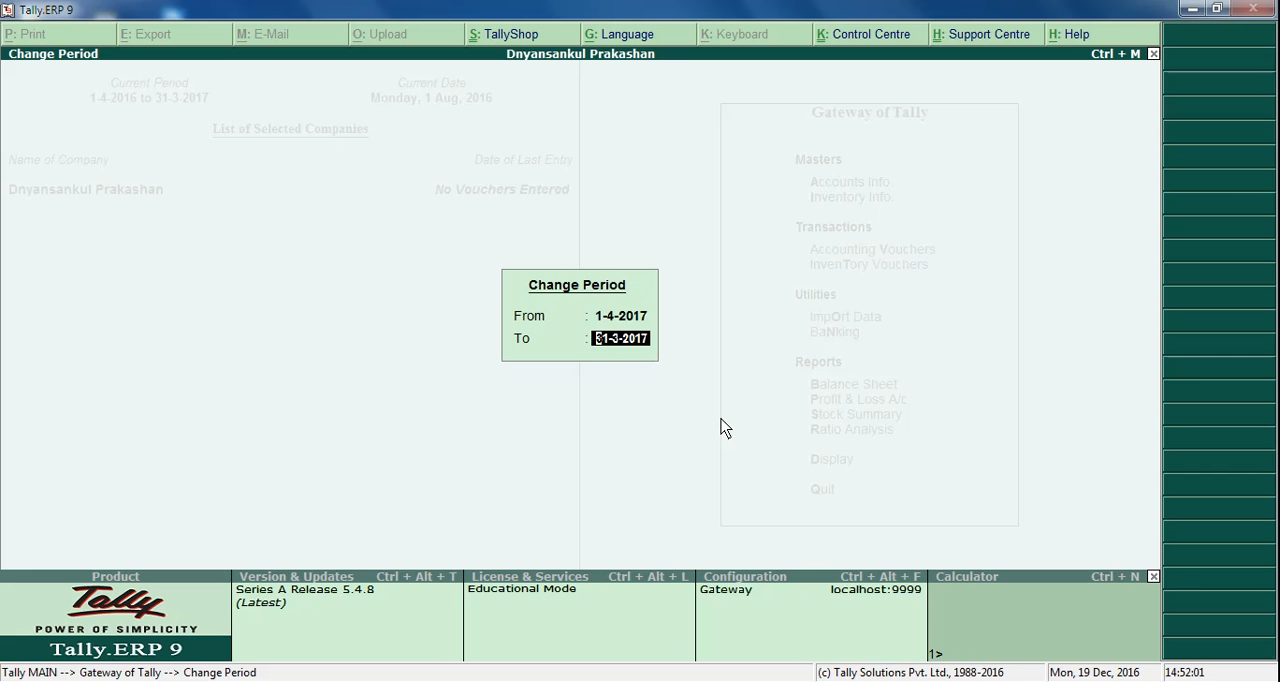 Tally.ERP 9
P: Print
E: Export
M: E-Mail
O: Upload
S: TallyShop
G: Language
K: Keyboard
K: Control Centre
H: Support Centre
H: Help
Change Period
Dnyansankul Prakashan
Ctrl + M
Current Period
1-4-2016 to 31-3-2017
Current Date
Monday, 1 Aug, 2016
List of Selected Companies
Name of Company
Date of Last Entry
Dnyansankul Prakashan
No Vouchers Entered
Gateway of Tally
Masters
Accounts Info.
Inventory Info.
Transactions
Accounting Vouchers
InvenTory Vouchers
Utilities
ImpOrt Data
BaNking
Reports
Balance Sheet
Profit & Loss A/c
Stock Summary
Ratio Analysis
Display
Quit
Change Period
From : 1-4-2017
To : 31-3-2017
Product
Tally
POWER OF SIMPLICITY
Tally.ERP 9
Version & Updates Ctrl + Alt + T
Series A Release 5.4.8
(Latest)
License & Services Ctrl + Alt + L
Educational Mode
Configuration Ctrl + Alt + F
Gateway localhost:9999
Calculator Ctrl + N
1>
Tally MAIN --> Gateway of Tally --> Change Period
(c) Tally Solutions Pvt. Ltd., 1988-2016
Mon, 19 Dec, 2016
14:52:01